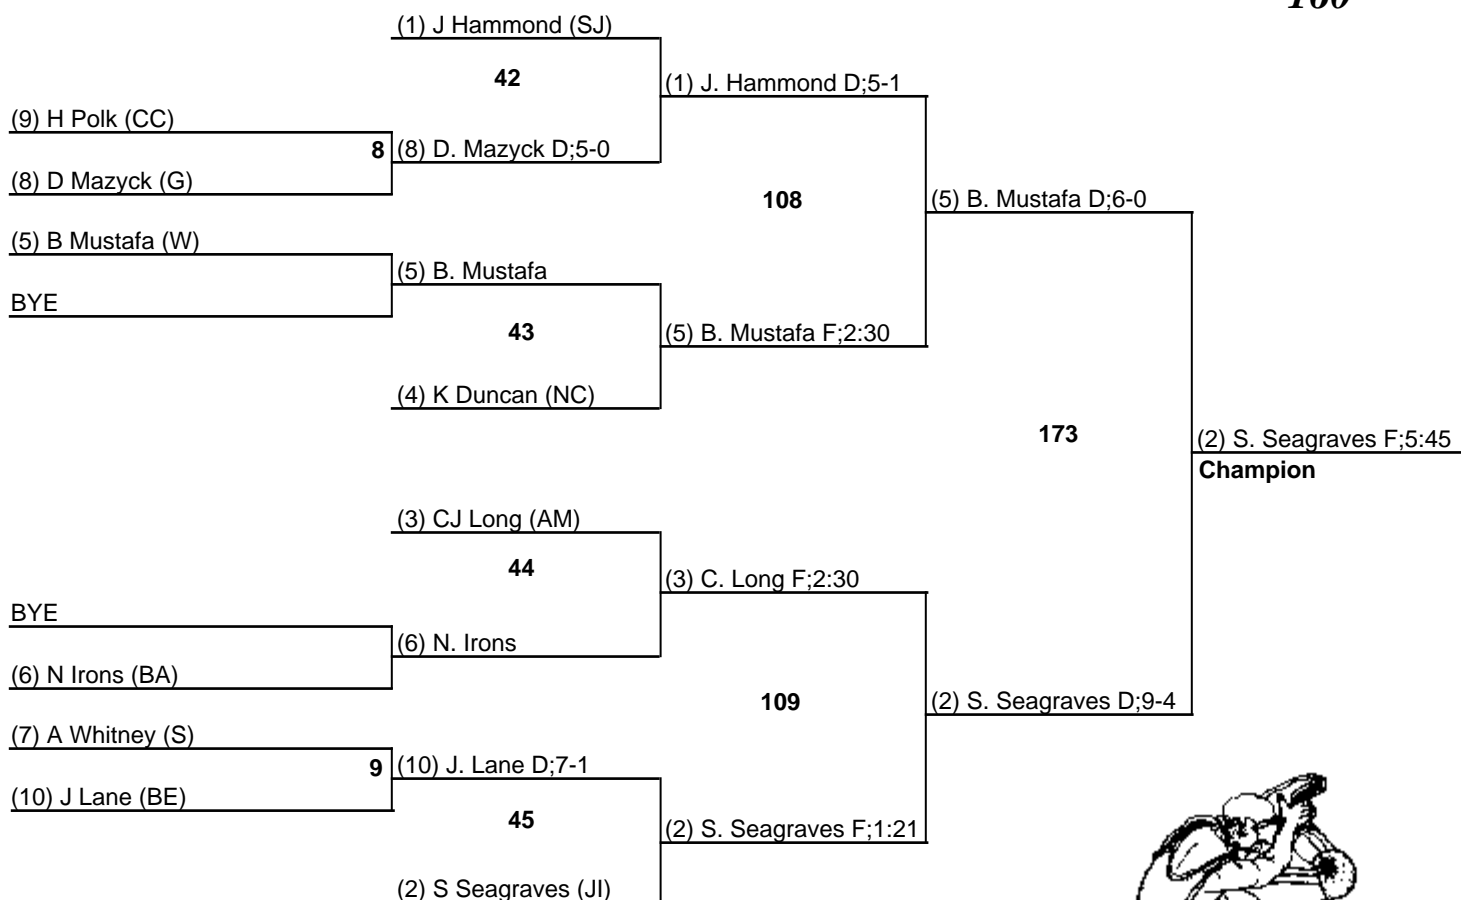 160
(1) J Hammond (SJ)
42
(1) J. Hammond D;5-1
(9) H Polk (CC)
8
(8) D. Mazyck D;5-0
(8) D Mazyck (G)
108
(5) B. Mustafa D;6-0
(5) B Mustafa (W)
(5) B. Mustafa
BYE
43
(5) B. Mustafa F;2:30
(4) K Duncan (NC)
173
(2) S. Seagraves F;5:45
Champion
(3) CJ Long (AM)
44
(3) C. Long F;2:30
BYE
(6) N. Irons
(6) N Irons (BA)
109
(2) S. Seagraves D;9-4
(7) A Whitney (S)
9
(10) J. Lane D;7-1
(10) J Lane (BE)
45
(2) S. Seagraves F;1:21
(2) S Seagraves (JI)